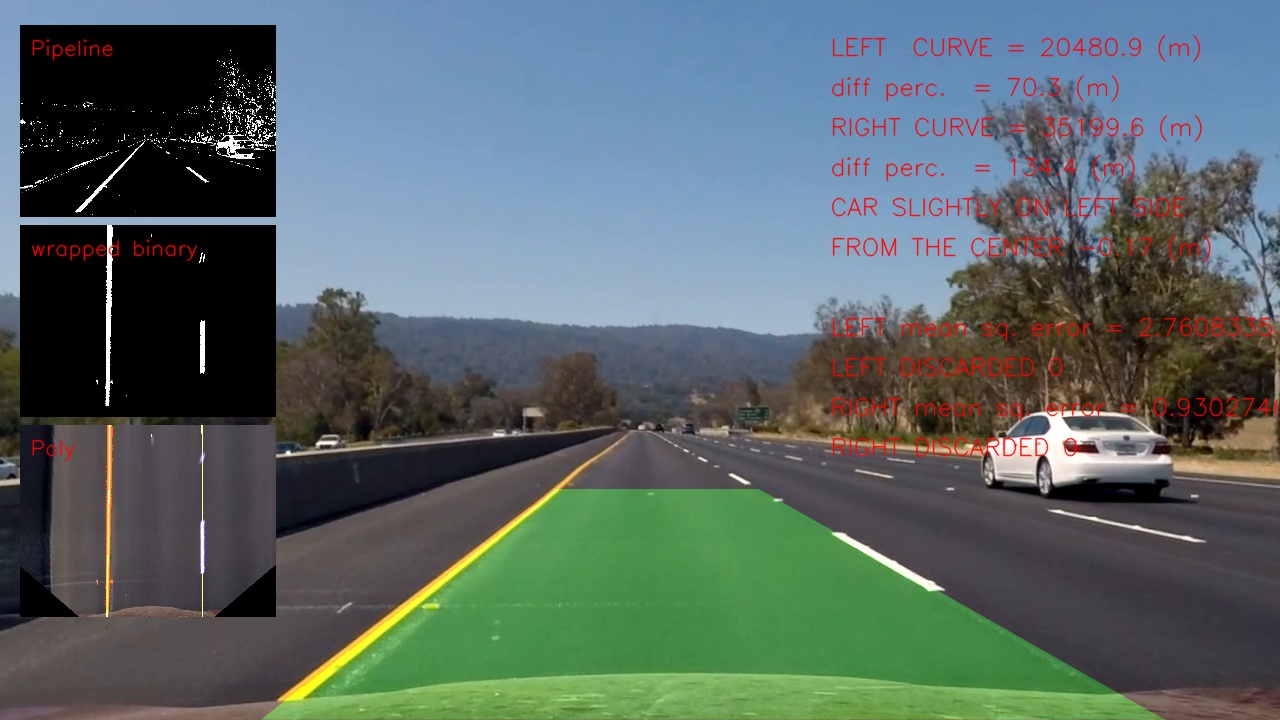 Pipeline
wrapped binary
Poly
LEFT CURVE = 20480.9 (m)
diff perc. = 70.3 (m)
RIGHT CURVE = 35199.6 (m)
diff perc. = 134.4 (m)
CAR SLIGHTLY ON LEFT SIDE
FROM THE CENTER -0.17 (m)
LEFT mean sq. error = 2.7608335
LEFT DISCARDED 0
RIGHT mean sq. error = 0.9302740
RIGHT DISCARDED 0